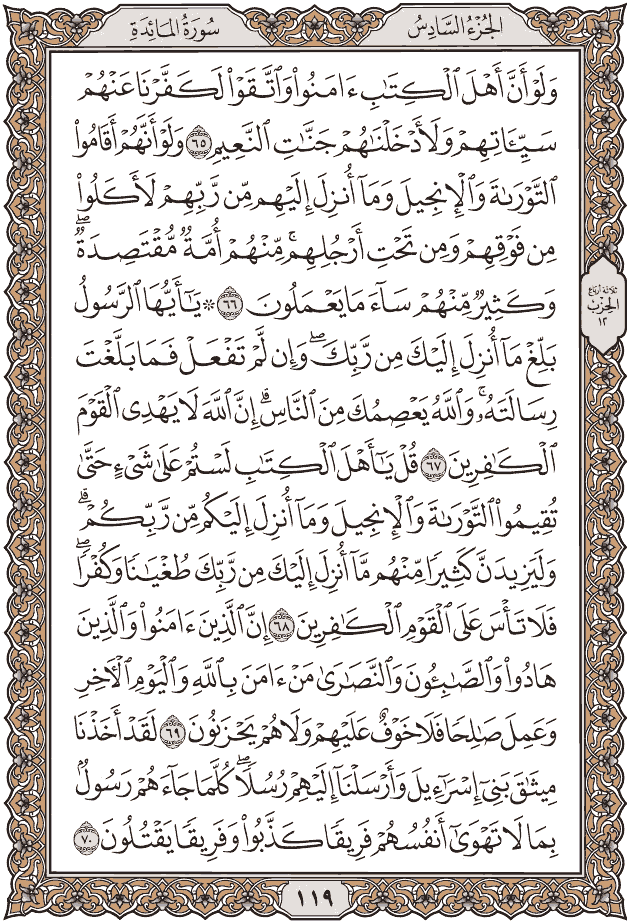 الجُزْءُ السَّادِسُ
سُورَةُ المَائِدَةِ
وَلَوْ أَنَّ أَهْلَ ٱلْكِتَٰبِ ءَامَنُوا۟ وَٱتَّقَوْا۟ لَكَفَّرْنَا عَنْهُمْ
سَيِّـَٔاتِهِمْ وَلَأَدْخَلْنَٰهُمْ جَنَّٰتِ ٱلنَّعِيمِ ٦٥ وَلَوْ أَنَّهُمْ أَقَامُوا۟
ٱلتَّوْرَىٰةَ وَٱلْإِنجِيلَ وَمَآ أُنزِلَ إِلَيْهِم مِّن رَّبِّهِمْ لَأَكَلُوا۟
مِن فَوْقِهِمْ وَمِن تَحْتِ أَرْجُلِهِم ۚ مِّنْهُمْ أُمَّةٌ مُّقْتَصِدَةٌ ۖ
وَكَثِيرٌ مِّنْهُمْ سَآءَ مَا يَعْمَلُونَ ٦٦ ۞ يَٰٓأَيُّهَا ٱلرَّسُولُ
بَلِّغْ مَآ أُنزِلَ إِلَيْكَ مِن رَّبِّكَ ۖ وَإِن لَّمْ تَفْعَلْ فَمَا بَلَّغْتَ
رِسَالَتَهُۥ ۚ وَٱللَّهُ يَعْصِمُكَ مِنَ ٱلنَّاسِ ۗ إِنَّ ٱللَّهَ لَا يَهْدِى ٱلْقَوْمَ
ٱلْكَٰفِرِينَ ٦٧ قُلْ يَٰٓأَهْلَ ٱلْكِتَٰبِ لَسْتُمْ عَلَىٰ شَىْءٍ حَتَّىٰ
تُقِيمُوا۟ ٱلتَّوْرَىٰةَ وَٱلْإِنجِيلَ وَمَآ أُنزِلَ إِلَيْكُم مِّن رَّبِّكُمْ ۗ
وَلَيَزِيدَنَّ كَثِيرًا مِّنْهُم مَّآ أُنزِلَ إِلَيْكَ مِن رَّبِّكَ طُغْيَٰنًا وَكُفْرًا ۖ
فَلَا تَأْسَ عَلَى ٱلْقَوْمِ ٱلْكَٰفِرِينَ ٦٨ إِنَّ ٱلَّذِينَ ءَامَنُوا۟ وَٱلَّذِينَ
هَادُوا۟ وَٱلصَّٰبِـُٔونَ وَٱلنَّصَٰرَىٰ مَنْ ءَامَنَ بِٱللَّهِ وَٱلْيَوْمِ ٱلْءَاخِرِ
وَعَمِلَ صَٰلِحًا فَلَا خَوْفٌ عَلَيْهِمْ وَلَا هُمْ يَحْزَنُونَ ٦٩ لَقَدْ أَخَذْنَا
مِيثَٰقَ بَنِىٓ إِسْرَٰٓءِيلَ وَأَرْسَلْنَآ إِلَيْهِمْ رُسُلًا ۖ كُلَّمَا جَآءَهُمْ رَسُولٌۢ
بِمَا لَا تَهْوَىٰٓ أَنفُسُهُمْ فَرِيقًا كَذَّبُوا۟ وَفَرِيقًا يَقْتُلُونَ ٧٠
ثلاثة أرباع
الحزب
١٢
١١٩